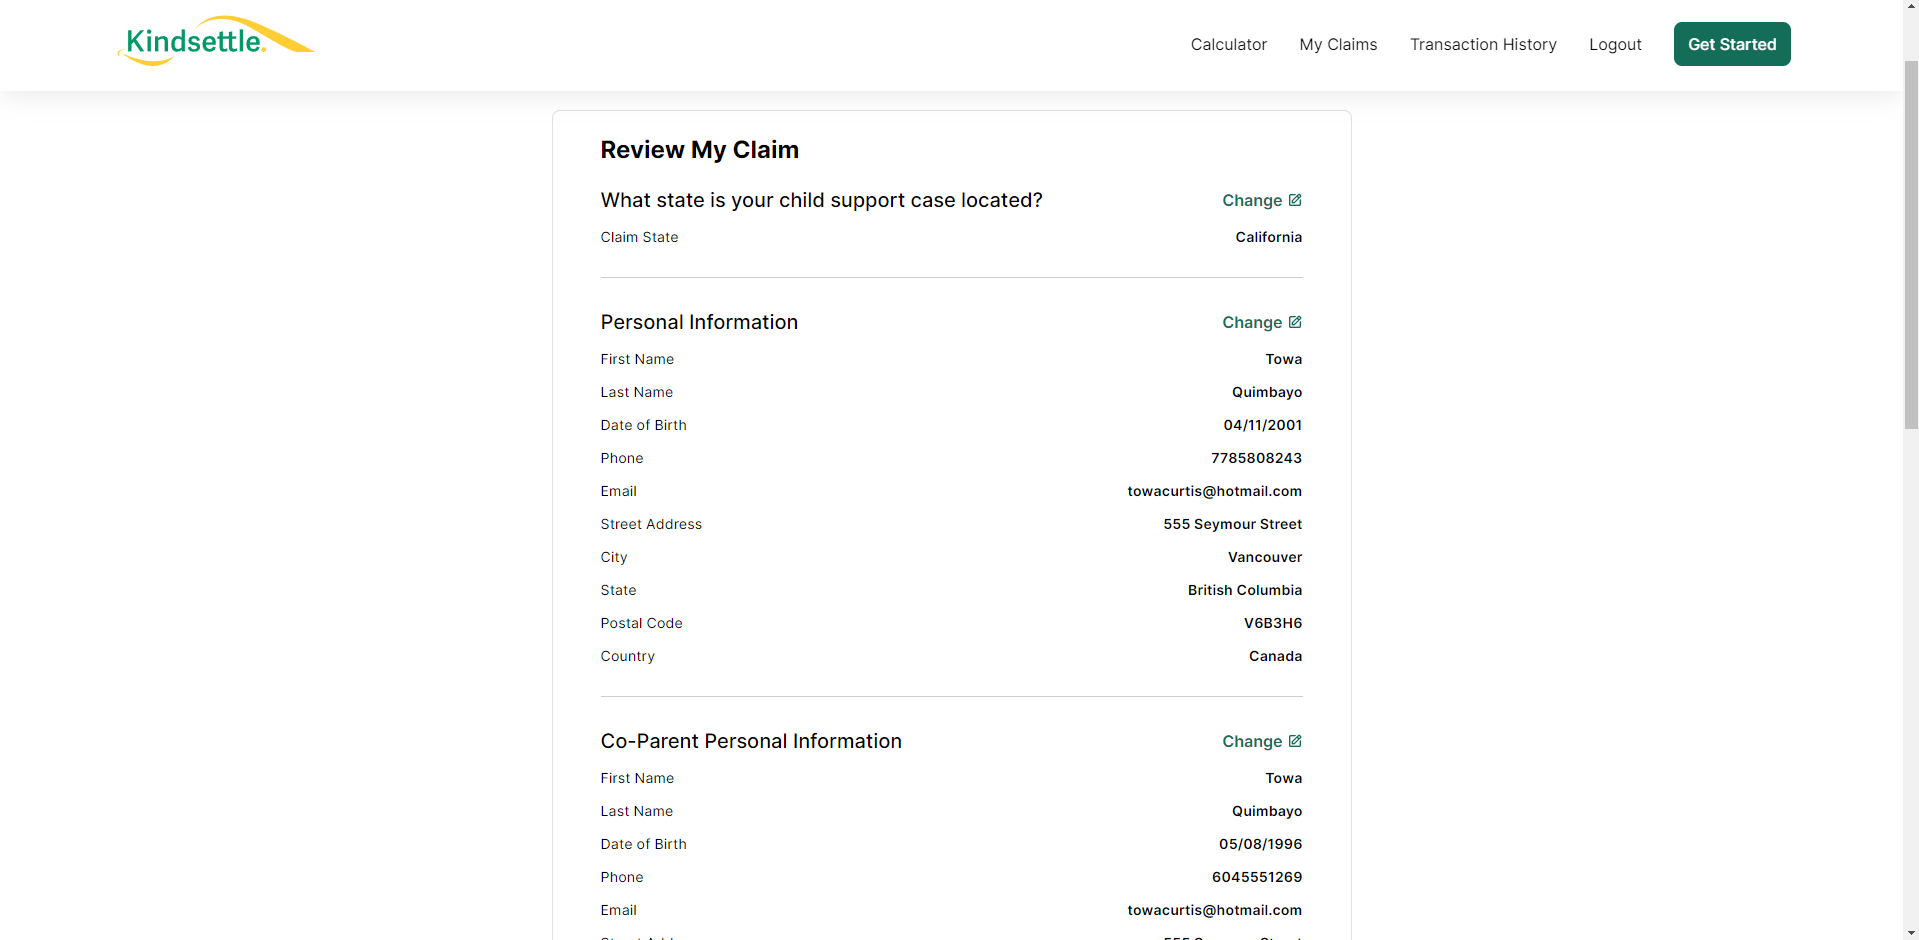 Kindsettle.
Calculator My Claims Transaction History Logout Get Started
Review My Claim
What state is your child support case located? Change
Claim State California
Personal Information Change
First Name Towa
Last Name Quimbayo
Date of Birth 04/11/2001
Phone 7785808243
Email towacurtis@hotmail.com
Street Address 555 Seymour Street
City Vancouver
State British Columbia
Postal Code V6B3H6
Country Canada
Co-Parent Personal Information Change
First Name Towa
Last Name Quimbayo
Date of Birth 05/08/1996
Phone 6045551269
Email towacurtis@hotmail.com